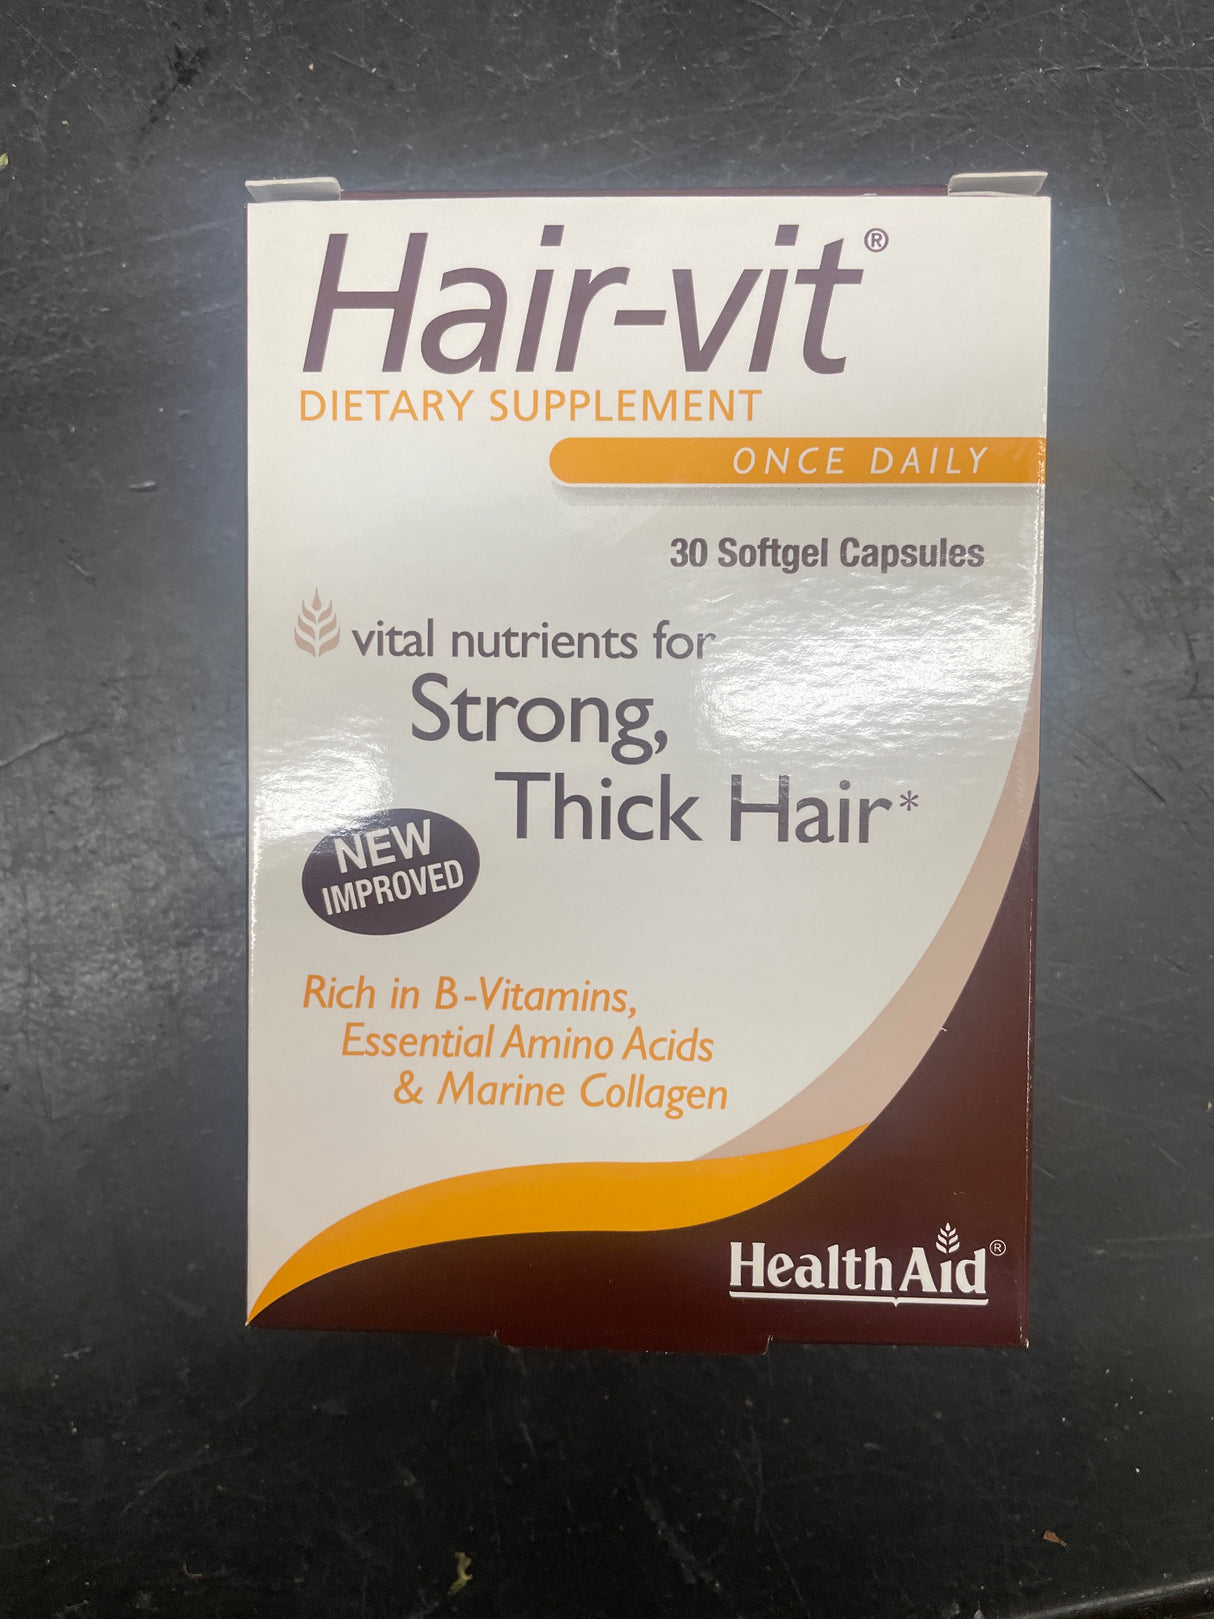 Hair-vit®
DIETARY SUPPLEMENT
ONCE DAILY
30 Softgel Capsules
vital nutrients for
Strong,
Thick Hair*
NEW
IMPROVED
Rich in B-Vitamins,
Essential Amino Acids
& Marine Collagen
HealthAid®